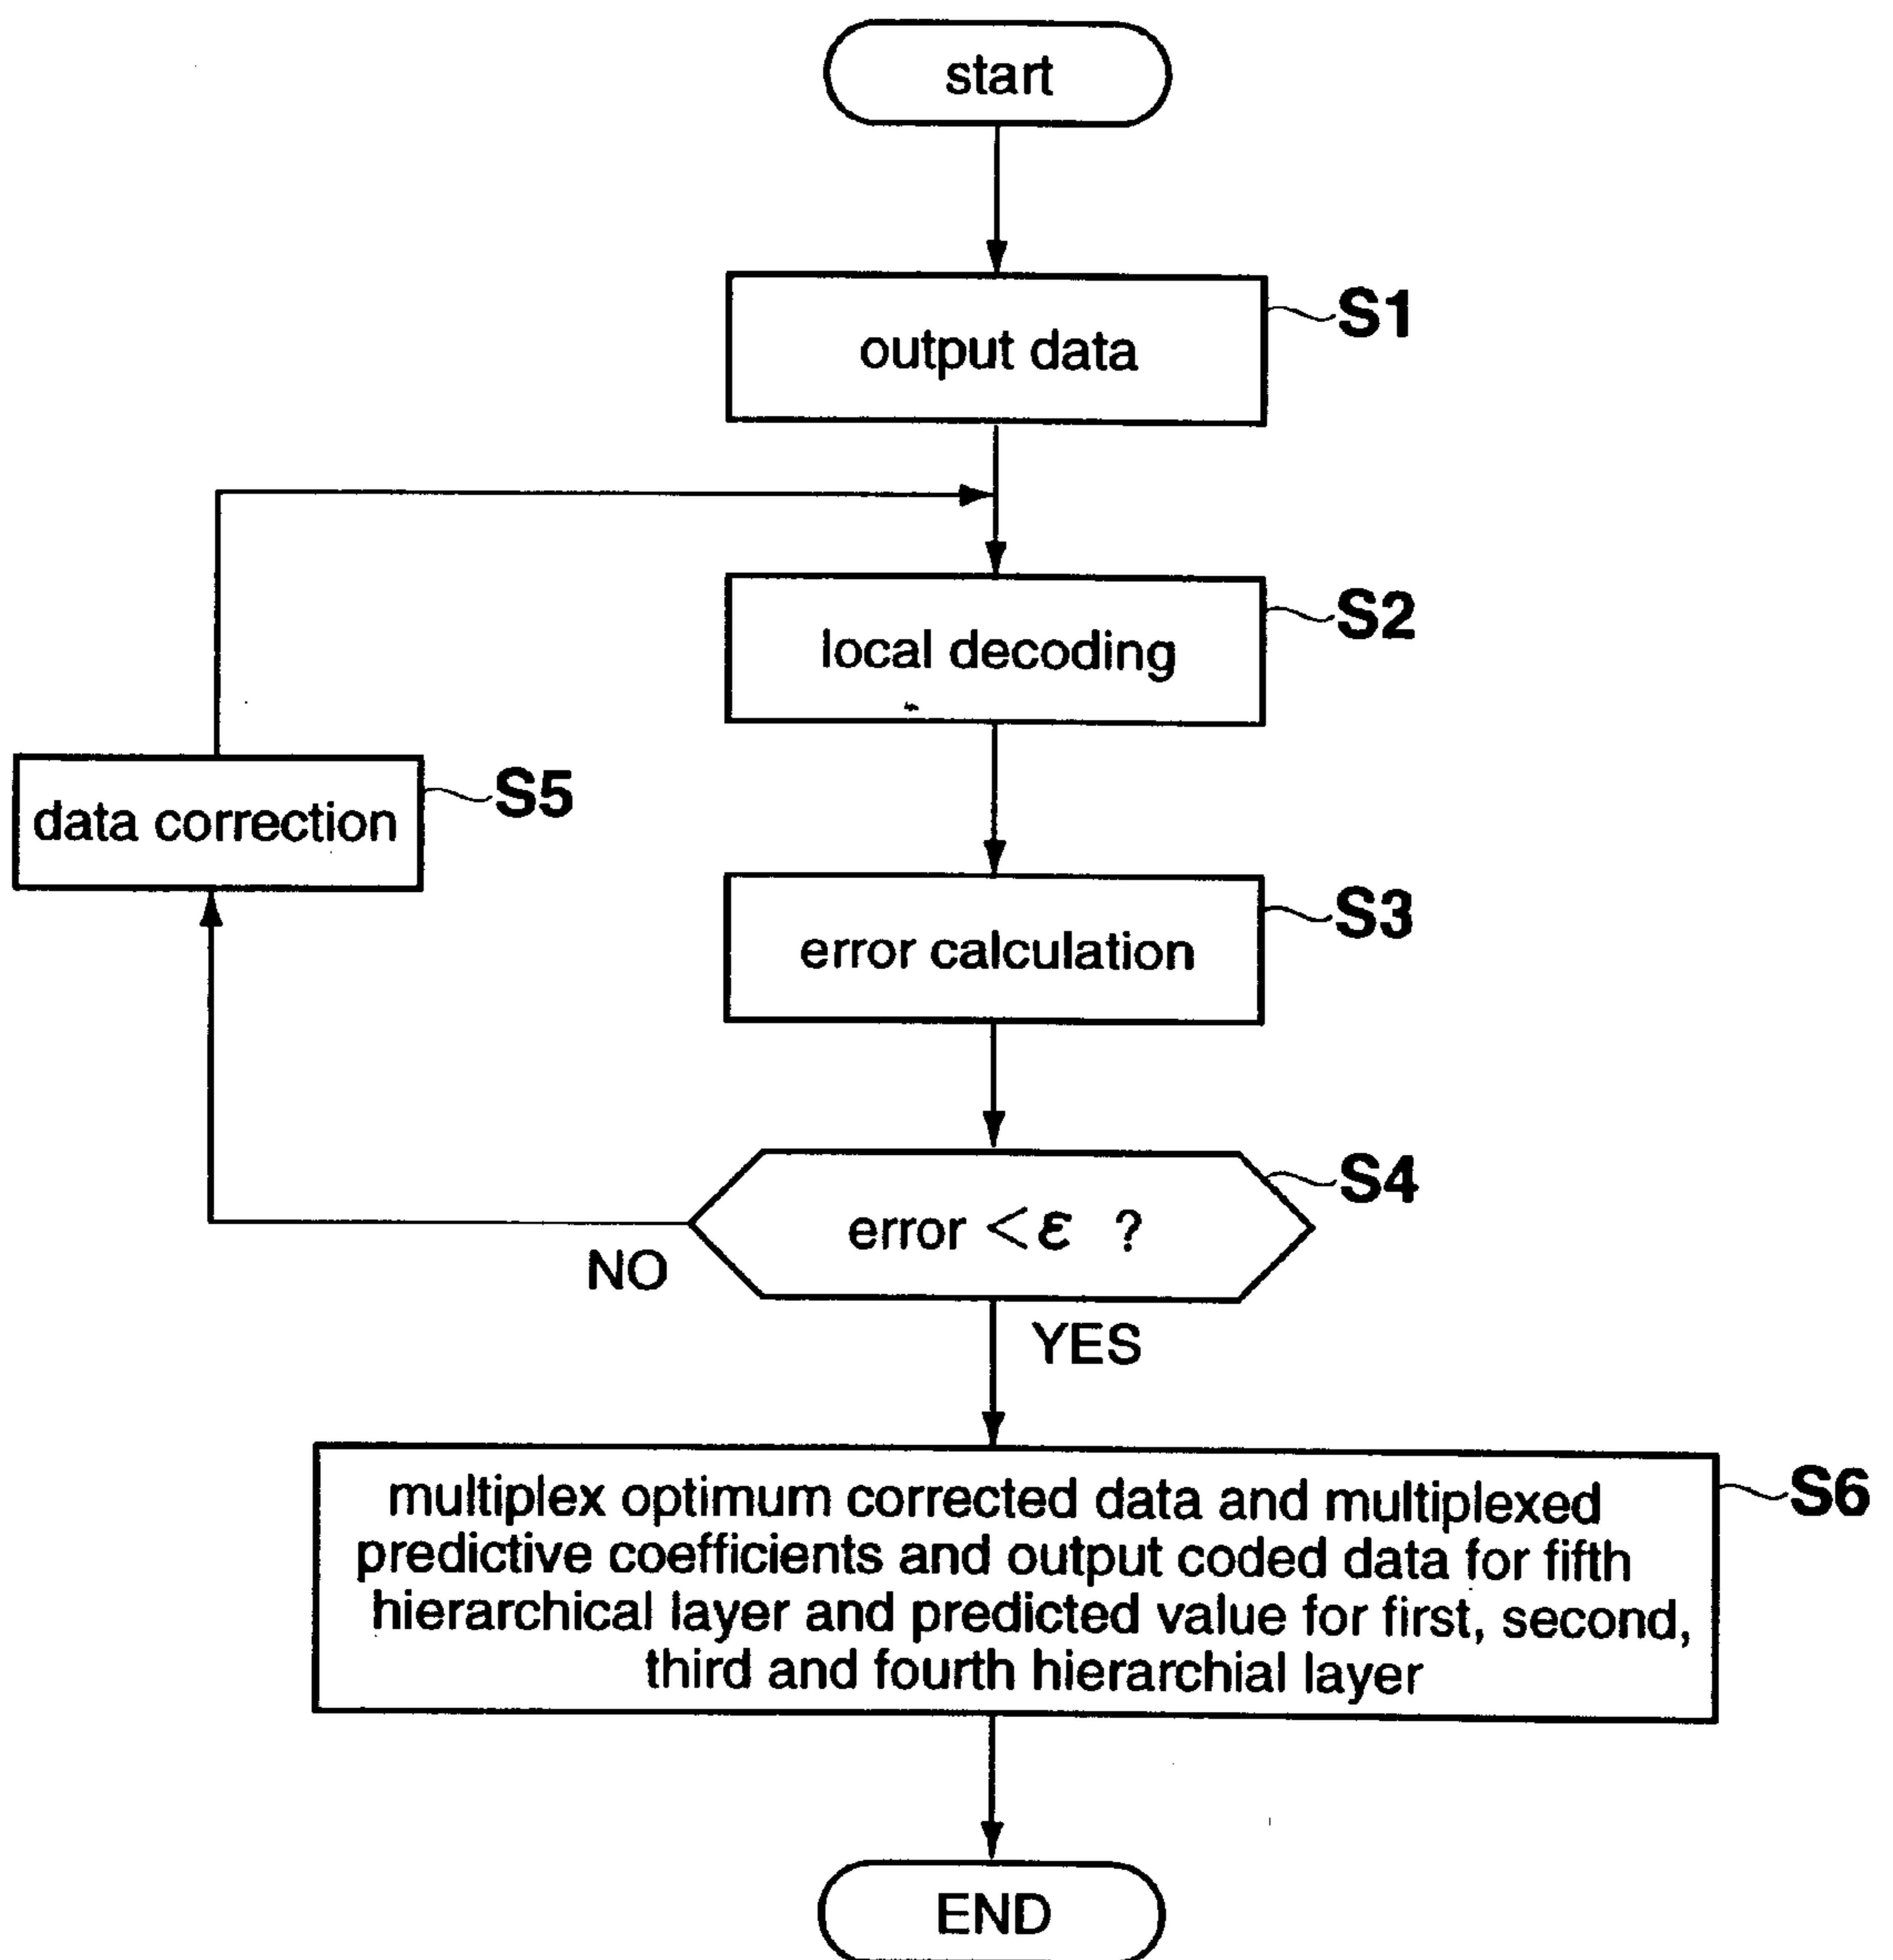 start
output data
S1
local decoding
S2
data correction
S5
error calculation
S3
error < ε ?
S4
NO
YES
multiplex optimum corrected data and multiplexed
predictive coefficients and output coded data for fifth
hierarchical layer and predicted value for first, second,
third and fourth hierarchial layer
S6
END